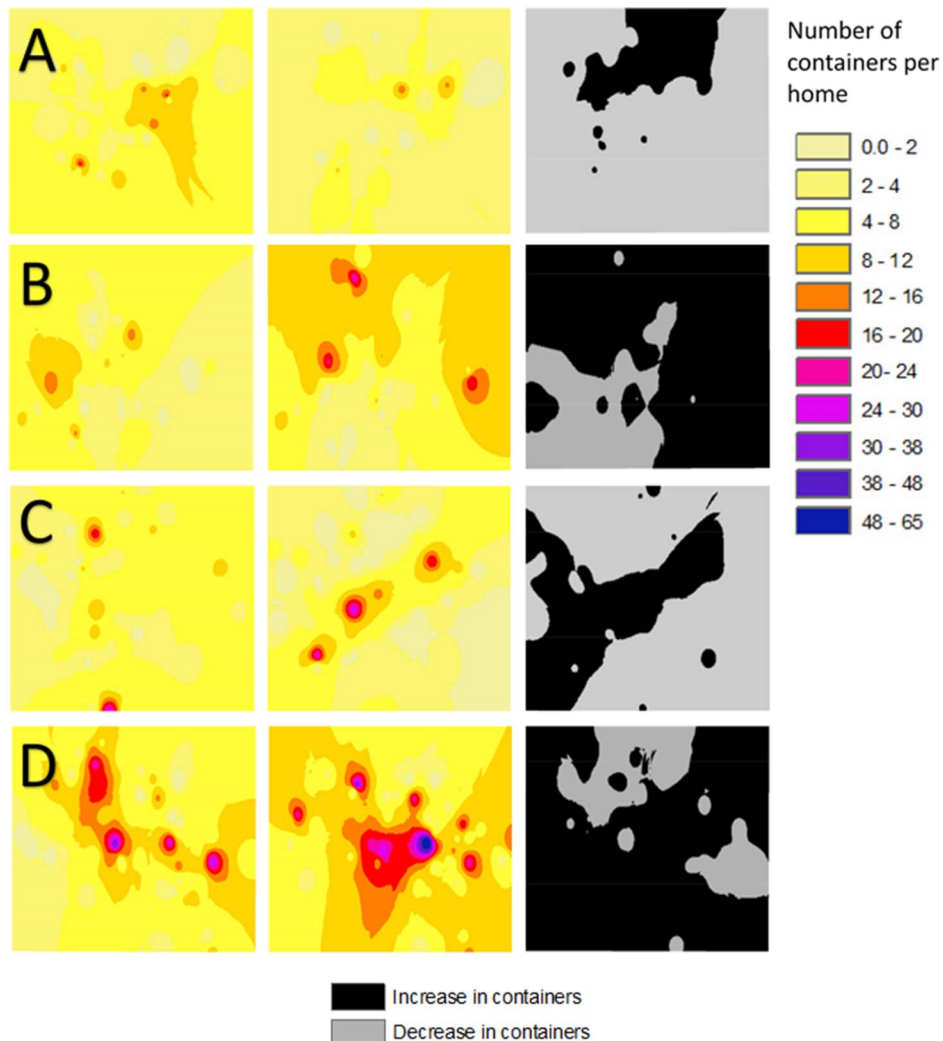 A
B
C
D
Number of
containers per
home
0.0 - 2
2 - 4
4 - 8
8 - 12
12 - 16
16 - 20
20- 24
24 - 30
30 - 38
38 - 48
48 - 65
Increase in containers
Decrease in containers